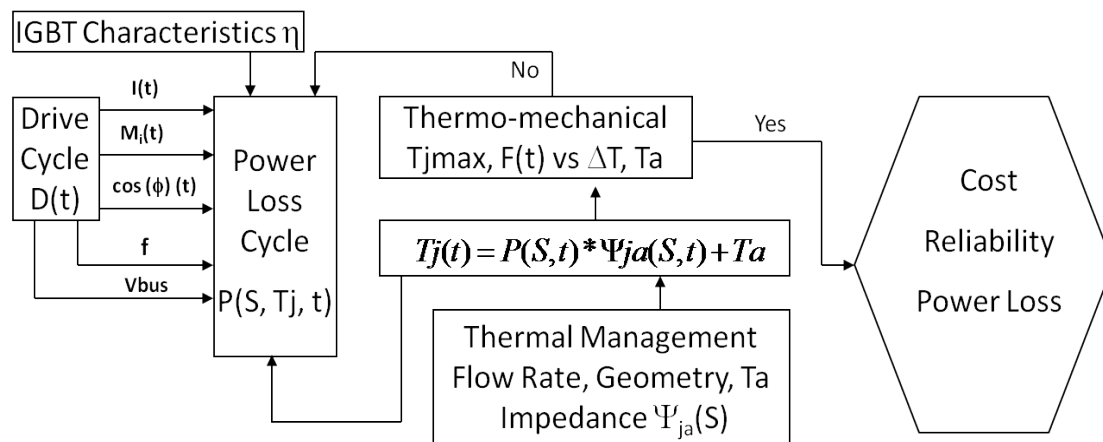 IGBT Characteristics η
Drive
Cycle
D(t)
I(t)
Mi(t)
cos (ϕ) (t)
f
Vbus
Power
Loss
Cycle
P(S, Tj, t)
No
Thermo-mechanical
Tjmax, F(t) vs ΔT, Ta
Yes
Tj(t) = P(S,t)*Ψja(S,t)+Ta
Thermal Management
Flow Rate, Geometry, Ta
Impedance Ψja(S)
Cost
Reliability
Power Loss